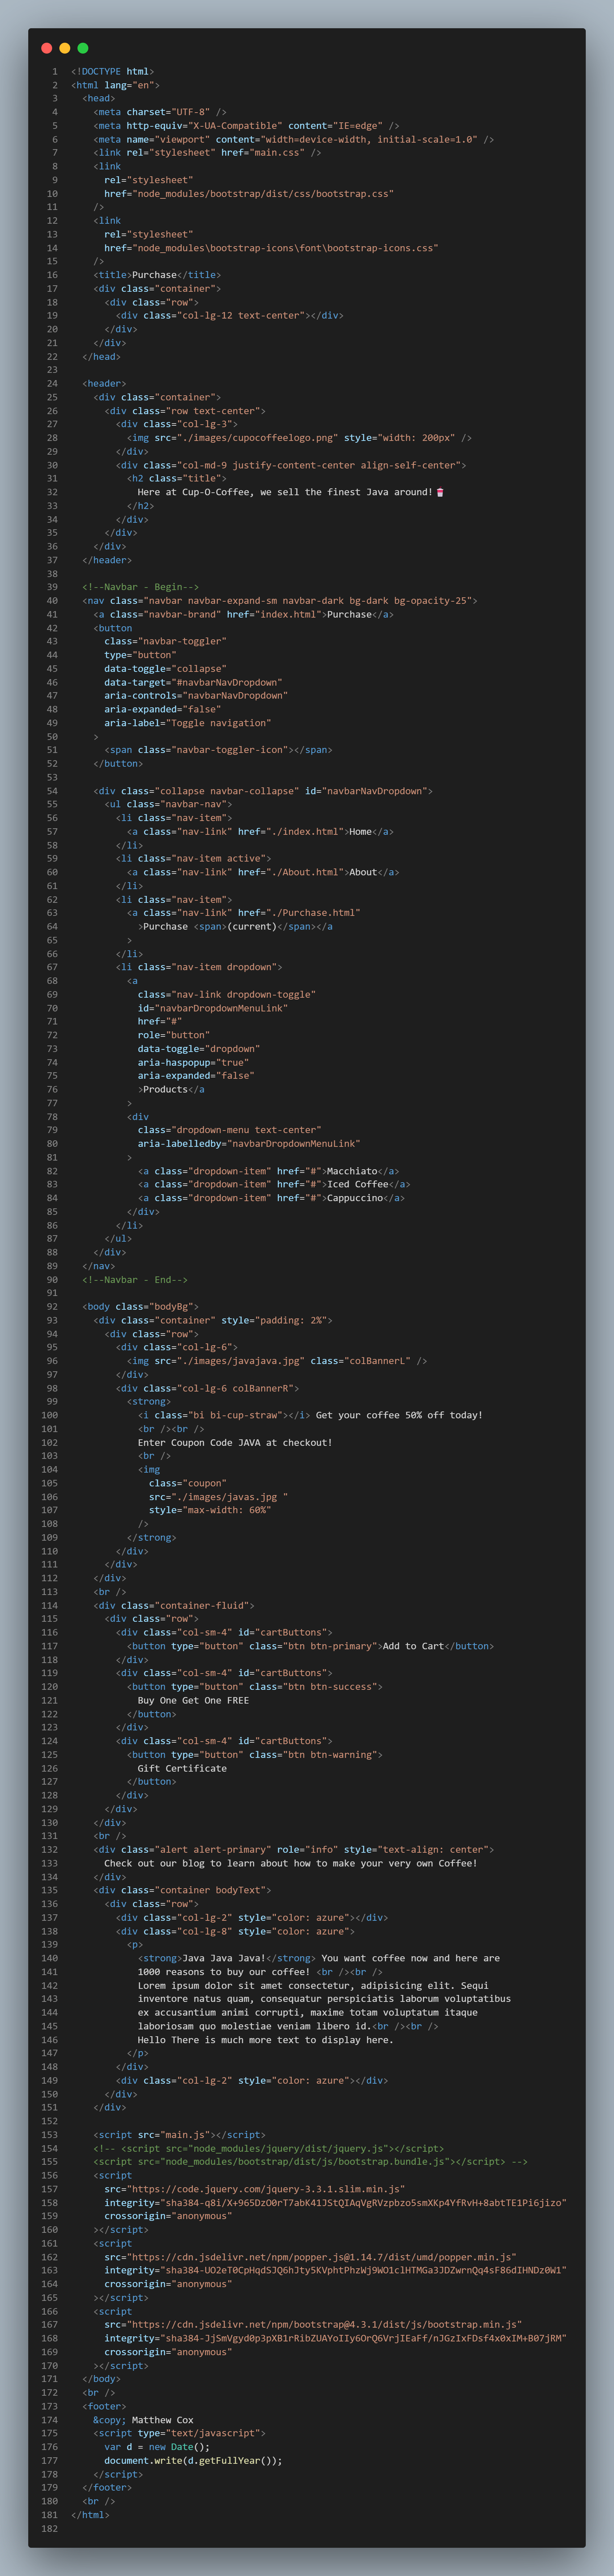 1 <!DOCTYPE html>
2 <html lang="en">
3   <head>
4     <meta charset="UTF-8" />
5     <meta http-equiv="X-UA-Compatible" content="IE=edge" />
6     <meta name="viewport" content="width=device-width, initial-scale=1.0" />
7     <link rel="stylesheet" href="main.css" />
8     <link
9       rel="stylesheet"
10       href="node_modules/bootstrap/dist/css/bootstrap.css"
11     />
12     <link
13       rel="stylesheet"
14       href="node_modules\bootstrap-icons\font\bootstrap-icons.css"
15     />
16     <title>Purchase</title>
17     <div class="container">
18       <div class="row">
19         <div class="col-lg-12 text-center"></div>
20       </div>
21     </div>
22   </head>
23
24   <header>
25     <div class="container">
26       <div class="row text-center">
27         <div class="col-lg-3">
28           <img src="./images/cupocoffeelogo.png" style="width: 200px" />
29         </div>
30         <div class="col-md-9 justify-content-center align-self-center">
31           <h2 class="title">
32             Here at Cup-O-Coffee, we sell the finest Java around!
33           </h2>
34         </div>
35       </div>
36     </div>
37   </header>
38
39   <!--Navbar - Begin-->
40   <nav class="navbar navbar-expand-sm navbar-dark bg-dark bg-opacity-25">
41     <a class="navbar-brand" href="index.html">Purchase</a>
42     <button
43       class="navbar-toggler"
44       type="button"
45       data-toggle="collapse"
46       data-target="#navbarNavDropdown"
47       aria-controls="navbarNavDropdown"
48       aria-expanded="false"
49       aria-label="Toggle navigation"
50     >
51       <span class="navbar-toggler-icon"></span>
52     </button>
53
54     <div class="collapse navbar-collapse" id="navbarNavDropdown">
55       <ul class="navbar-nav">
56         <li class="nav-item">
57           <a class="nav-link" href="./index.html">Home</a>
58         </li>
59         <li class="nav-item active">
60           <a class="nav-link" href="./About.html">About</a>
61         </li>
62         <li class="nav-item">
63           <a class="nav-link" href="./Purchase.html"
64             >Purchase <span>(current)</span></a
65           >
66         </li>
67         <li class="nav-item dropdown">
68           <a
69             class="nav-link dropdown-toggle"
70             id="navbarDropdownMenuLink"
71             href="#"
72             role="button"
73             data-toggle="dropdown"
74             aria-haspopup="true"
75             aria-expanded="false"
76             >Products</a
77           >
78           <div
79             class="dropdown-menu text-center"
80             aria-labelledby="navbarDropdownMenuLink"
81           >
82             <a class="dropdown-item" href="#">Macchiato</a>
83             <a class="dropdown-item" href="#">Iced Coffee</a>
84             <a class="dropdown-item" href="#">Cappuccino</a>
85           </div>
86         </li>
87       </ul>
88     </div>
89   </nav>
90   <!--Navbar - End-->
91
92   <body class="bodyBg">
93     <div class="container" style="padding: 2%">
94       <div class="row">
95         <div class="col-lg-6">
96           <img src="./images/javajava.jpg" class="colBannerL" />
97         </div>
98         <div class="col-lg-6 colBannerR">
99           <strong>
100             <i class="bi bi-cup-straw"></i> Get your coffee 50% off today!
101             <br /><br />
102             Enter Coupon Code JAVA at checkout!
103             <br />
104             <img
105               class="coupon"
106               src="./images/javas.jpg "
107               style="max-width: 60%"
108             />
109           </strong>
110         </div>
111       </div>
112     </div>
113     <br />
114     <div class="container-fluid">
115       <div class="row">
116         <div class="col-sm-4" id="cartButtons">
117           <button type="button" class="btn btn-primary">Add to Cart</button>
118         </div>
119         <div class="col-sm-4" id="cartButtons">
120           <button type="button" class="btn btn-success">
121             Buy One Get One FREE
122           </button>
123         </div>
124         <div class="col-sm-4" id="cartButtons">
125           <button type="button" class="btn btn-warning">
126             Gift Certificate
127           </button>
128         </div>
129       </div>
130     </div>
131     <br />
132     <div class="alert alert-primary" role="info" style="text-align: center">
133       Check out our blog to learn about how to make your very own Coffee!
134     </div>
135     <div class="container bodyText">
136       <div class="row">
137         <div class="col-lg-2" style="color: azure"></div>
138         <div class="col-lg-8" style="color: azure">
139           <p>
140             <strong>Java Java Java!</strong> You want coffee now and here are
141             1000 reasons to buy our coffee! <br /><br />
142             Lorem ipsum dolor sit amet consectetur, adipisicing elit. Sequi
143             inventore natus quam, consequatur perspiciatis laborum voluptatibus
144             ex accusantium animi corrupti, maxime totam voluptatum itaque
145             laboriosam quo molestiae veniam libero id.<br /><br />
146             Hello There is much more text to display here.
147           </p>
148         </div>
149         <div class="col-lg-2" style="color: azure"></div>
150       </div>
151     </div>
152
153     <script src="main.js"></script>
154     <!-- <script src="node_modules/jquery/dist/jquery.js"></script>
155     <script src="node_modules/bootstrap/dist/js/bootstrap.bundle.js"></script> -->
156     <script
157       src="https://code.jquery.com/jquery-3.3.1.slim.min.js"
158       integrity="sha384-q8i/X+965DzO0rT7abK41JStQIAqVgRVzpbzo5smXKp4YfRvH+8abtTE1Pi6jizo"
159       crossorigin="anonymous"
160     ></script>
161     <script
162       src="https://cdn.jsdelivr.net/npm/popper.js@1.14.7/dist/umd/popper.min.js"
163       integrity="sha384-UO2eT0CpHqdSJQ6hJty5KVphtPhzWj9WO1clHTMGa3JDZwrnQq4sF86dIHNDz0W1"
164       crossorigin="anonymous"
165     ></script>
166     <script
167       src="https://cdn.jsdelivr.net/npm/bootstrap@4.3.1/dist/js/bootstrap.min.js"
168       integrity="sha384-JjSmVgyd0p3pXB1rRibZUAYoIIy6OrQ6VrjIEaFf/nJGzIxFDsf4x0xIM+B07jRM"
169       crossorigin="anonymous"
170     ></script>
171   </body>
172   <br />
173   <footer>
174     &copy; Matthew Cox
175     <script type="text/javascript">
176       var d = new Date();
177       document.write(d.getFullYear());
178     </script>
179   </footer>
180   <br />
181 </html>
182